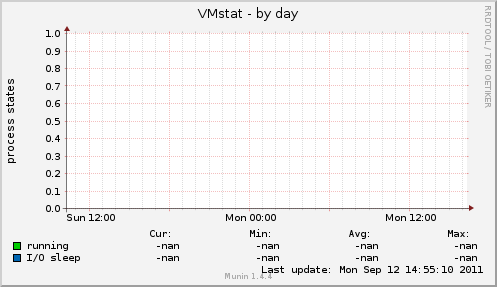 VMstat - by day
RRDTOOL / TOBI OETIKER
process states
1.0
0.9
0.8
0.7
0.6
0.5
0.4
0.3
0.2
0.1
0.0
Sun 12:00 Mon 00:00 Mon 12:00
Cur: Min: Avg: Max:
running -nan -nan -nan -nan
I/O sleep -nan -nan -nan -nan
Last update: Mon Sep 12 14:55:10 2011
Munin 1.4.4